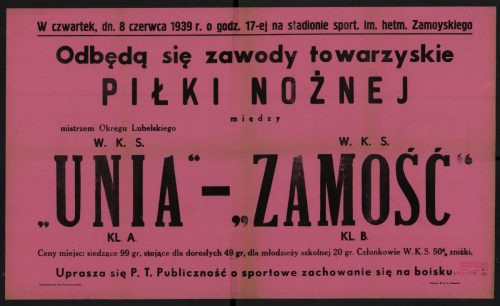 W czwartek, dn. 8 czerwca 1939 r. o godz. 17-ej na stadionie sport. im. hetm. Zamoyskiego
Odbędą się zawody towarzyskie
PIŁKI NOŻNEJ
między
mistrzem Okręgu Lubelskiego
W. K. S. W. K. S.
„UNIA” – „ZAMOŚĆ“
KL. A. KL. B.
Ceny miejsc: siedzące 99 gr, stojące dla dorosłych 49 gr, dla młodzieży szkolnej 20 gr. Członkowie W. K. S. 50% zniżki.
Uprasza się P. T. Publiczność o sportowe zachowanie się na boisku